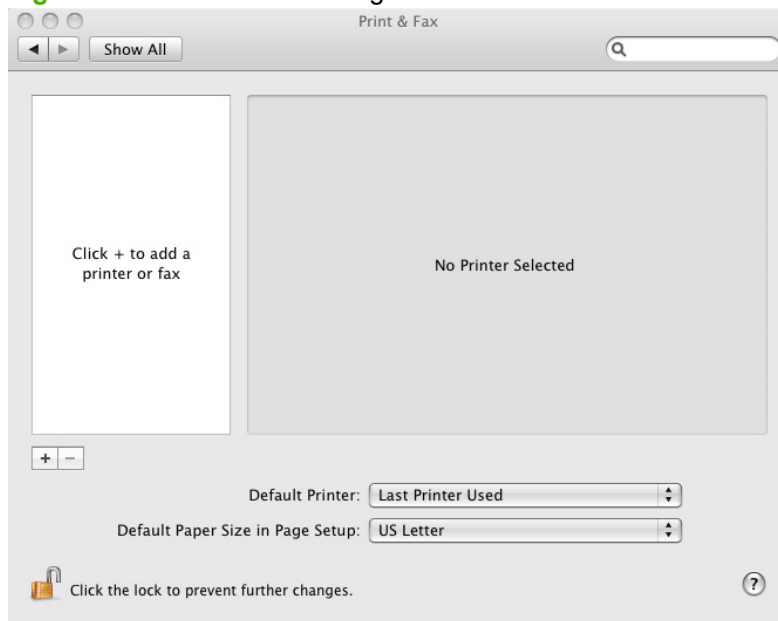 Print & Fax
Show All
Click + to add a
printer or fax
No Printer Selected
+ −
Default Printer: Last Printer Used
Default Paper Size in Page Setup: US Letter
Click the lock to prevent further changes.
?